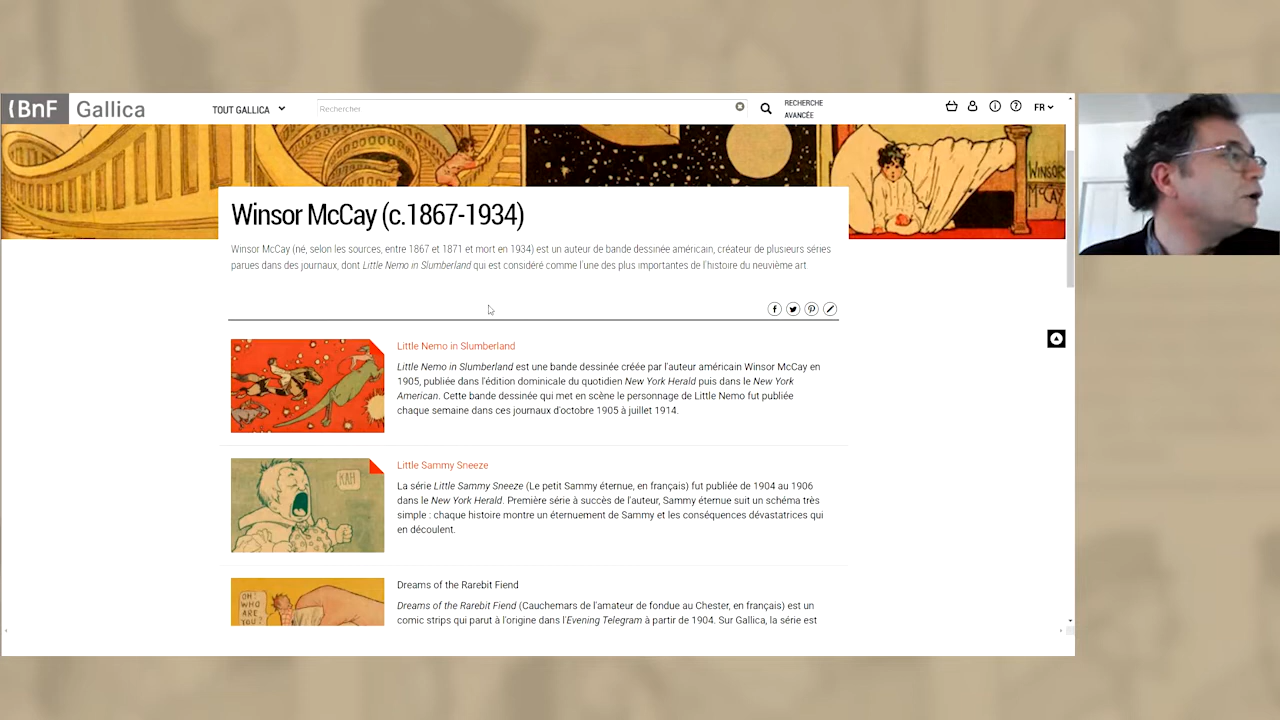 BnF Gallica
TOUT GALLICA
Rechercher
RECHERCHE
AVANCÉE
FR
WINSOR
McCAY
Winsor McCay (c.1867-1934)
Winsor McCay (né, selon les sources, entre 1867 et 1871 et mort en 1934) est un auteur de bande dessinée américain, créateur de plusieurs séries
parues dans des journaux, dont Little Nemo in Slumberland qui est considéré comme l'une des plus importantes de l'histoire du neuvième art
Little Nemo in Slumberland
Little Nemo in Slumberland est une bande dessinée créée par l'auteur américain Winsor McCay en
1905, publiée dans l'édition dominicale du quotidien New York Herald puis dans le New York
American. Cette bande dessinée qui met en scène le personnage de Little Nemo fut publiée
chaque semaine dans ces journaux d'octobre 1905 à juillet 1914.
KAH
Little Sammy Sneeze
La série Little Sammy Sneeze (Le petit Sammy éternue, en français) fut publiée de 1904 au 1906
dans le New York Herald. Première série à succès de l'auteur, Sammy éternue suit un schéma très
simple : chaque histoire montre un éternuement de Sammy et les conséquences dévastatrices qui
en découlent.
OH!
WHO
ARE
YOU?
Dreams of the Rarebit Fiend
Dreams of the Rarebit Fiend (Cauchemars de l'amateur de fondue au Chester, en français) est un
comic strips qui parut à l'origine dans l'Evening Telegram à partir de 1904. Sur Gallica, la série est